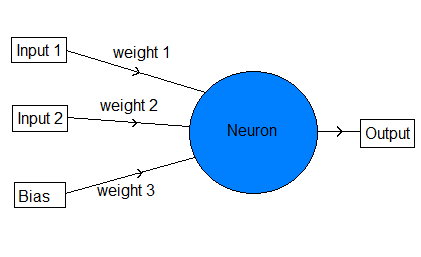 Input 1
weight 1
Input 2
weight 2
Neuron
Output
Bias
weight 3